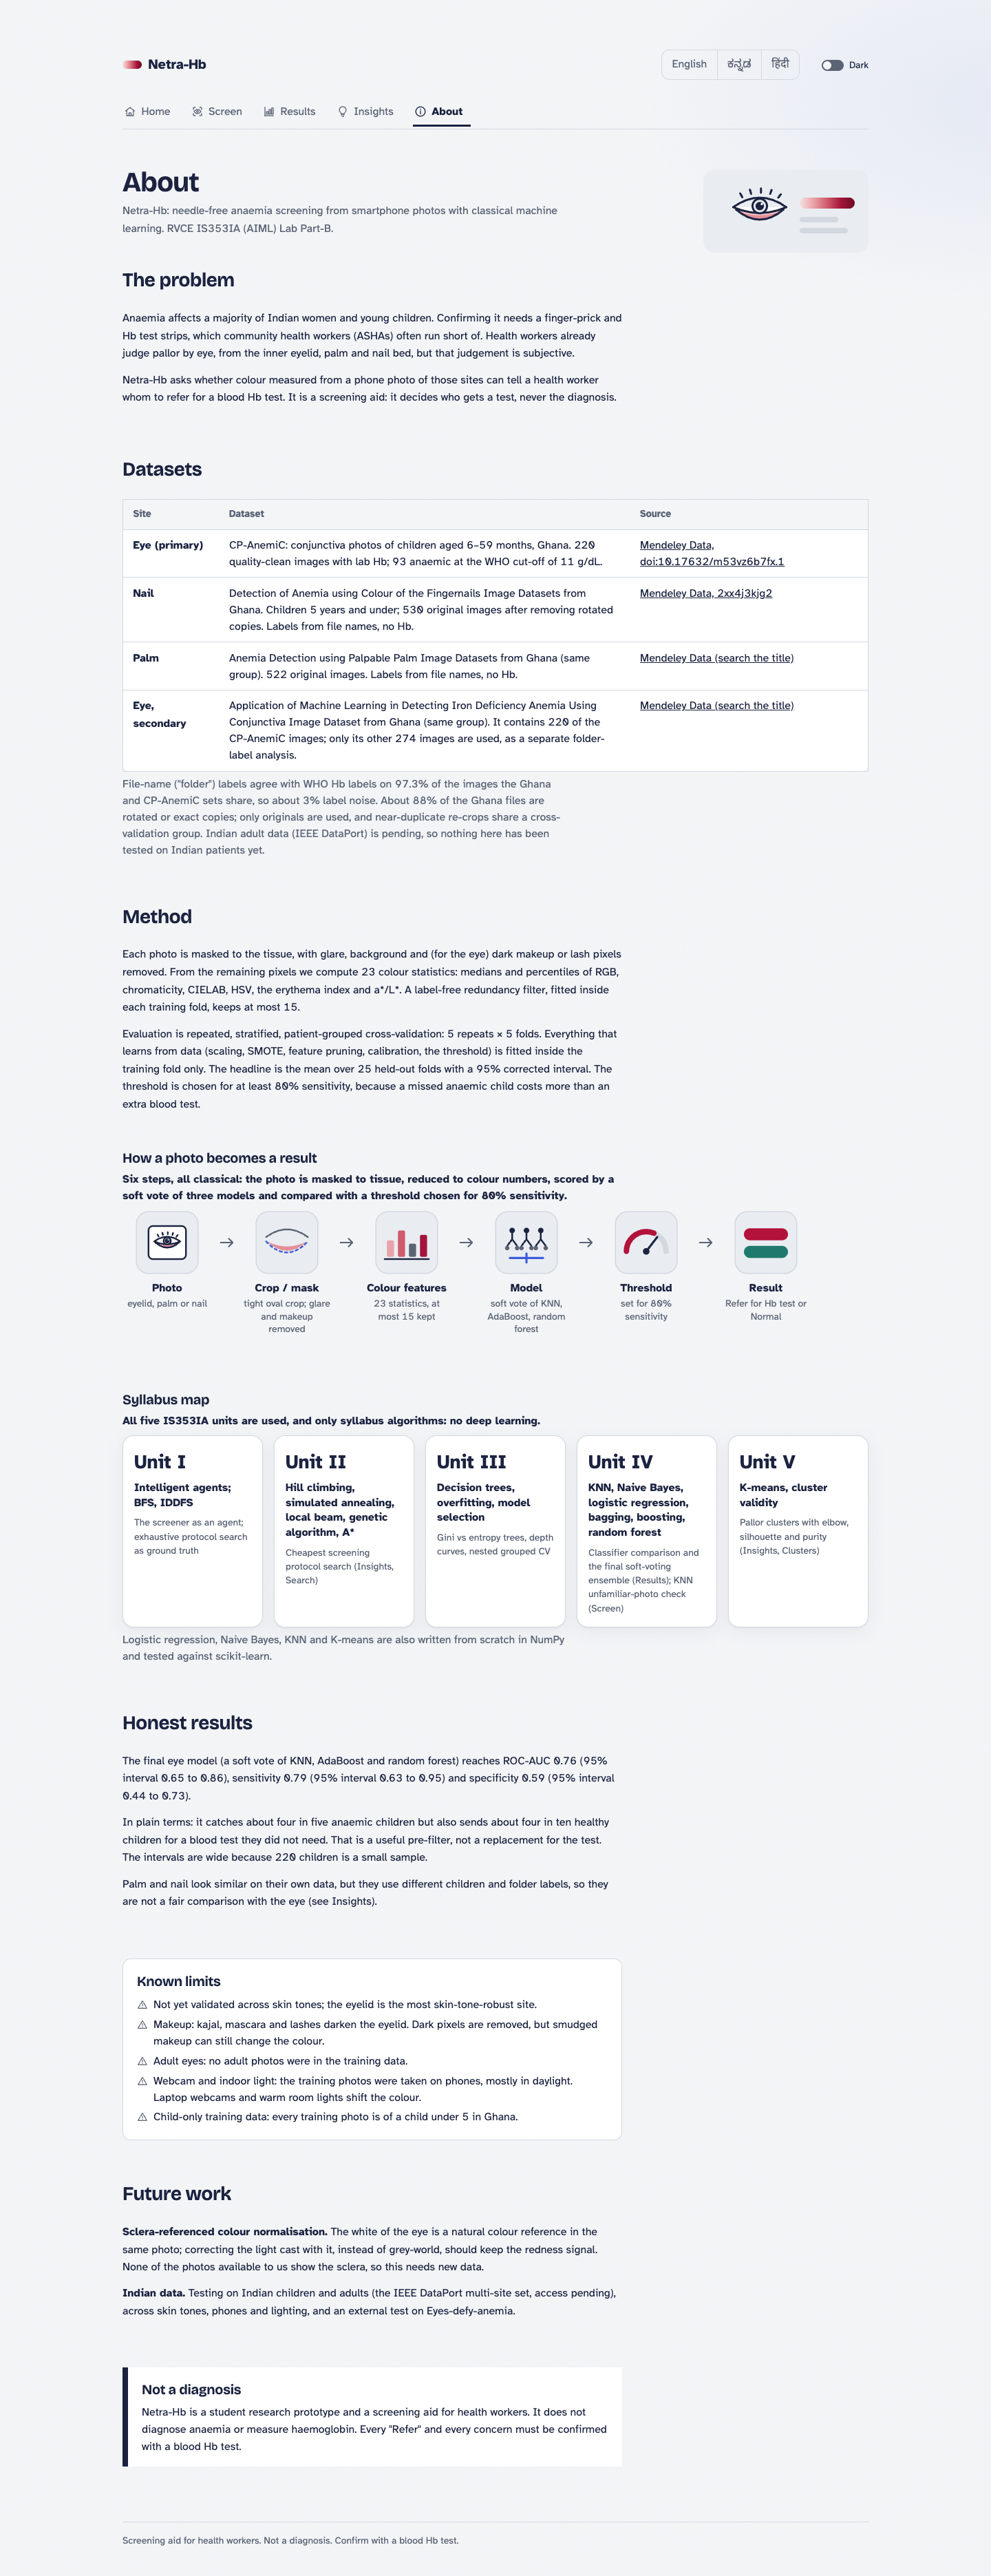 Netra-Hb
English ಕನ್ನಡ हिंदी Dark
Home Screen Results Insights About
About
Netra-Hb: needle-free anaemia screening from smartphone photos with classical machine
learning. RVCE IS353IA (AIML) Lab Part-B.
The problem
Anaemia affects a majority of Indian women and young children. Confirming it needs a finger-prick and
Hb test strips, which community health workers (ASHAs) often run short of. Health workers already
judge pallor by eye, from the inner eyelid, palm and nail bed, but that judgement is subjective.
Netra-Hb asks whether colour measured from a phone photo of those sites can tell a health worker
whom to refer for a blood Hb test. It is a screening aid: it decides who gets a test, never the diagnosis.
Datasets
Site Dataset Source
Eye (primary) CP-AnemiC: conjunctiva photos of children aged 6–59 months, Ghana. 220 Mendeley Data,
quality-clean images with lab Hb; 93 anaemic at the WHO cut-off of 11 g/dL. doi:10.17632/m53vz6b7fx.1
Nail Detection of Anemia using Colour of the Fingernails Image Datasets from Mendeley Data, 2xx4j3kjg2
Ghana. Children 5 years and under; 530 original images after removing rotated
copies. Labels from file names, no Hb.
Palm Anemia Detection using Palpable Palm Image Datasets from Ghana (same Mendeley Data (search the title)
group). 522 original images. Labels from file names, no Hb.
Eye, Application of Machine Learning in Detecting Iron Deficiency Anemia Using Mendeley Data (search the title)
secondary Conjunctiva Image Dataset from Ghana (same group). It contains 220 of the
CP-AnemiC images; only its other 274 images are used, as a separate folder-
label analysis.
File-name ("folder") labels agree with WHO Hb labels on 97.3% of the images the Ghana
and CP-AnemiC sets share, so about 3% label noise. About 88% of the Ghana files are
rotated or exact copies; only originals are used, and near-duplicate re-crops share a cross-
validation group. Indian adult data (IEEE DataPort) is pending, so nothing here has been
tested on Indian patients yet.
Method
Each photo is masked to the tissue, with glare, background and (for the eye) dark makeup or lash pixels
removed. From the remaining pixels we compute 23 colour statistics: medians and percentiles of RGB,
chromaticity, CIELAB, HSV, the erythema index and a*/L*. A label-free redundancy filter, fitted inside
each training fold, keeps at most 15.
Evaluation is repeated, stratified, patient-grouped cross-validation: 5 repeats × 5 folds. Everything that
learns from data (scaling, SMOTE, feature pruning, calibration, the threshold) is fitted inside the
training fold only. The headline is the mean over 25 held-out folds with a 95% corrected interval. The
threshold is chosen for at least 80% sensitivity, because a missed anaemic child costs more than an
extra blood test.
How a photo becomes a result
Six steps, all classical: the photo is masked to tissue, reduced to colour numbers, scored by a
soft vote of three models and compared with a threshold chosen for 80% sensitivity.
Photo
eyelid, palm or nail
Crop / mask
tight oval crop; glare
and makeup
removed
Colour features
23 statistics, at
most 15 kept
Model
soft vote of KNN,
AdaBoost, random
forest
Threshold
set for 80%
sensitivity
Result
Refer for Hb test or
Normal
Syllabus map
All five IS353IA units are used, and only syllabus algorithms: no deep learning.
Unit I
Intelligent agents;
BFS, IDDFS
The screener as an agent;
exhaustive protocol search
as ground truth
Unit II
Hill climbing,
simulated annealing,
local beam, genetic
algorithm, A*
Cheapest screening
protocol search (Insights,
Search)
Unit III
Decision trees,
overfitting, model
selection
Gini vs entropy trees, depth
curves, nested grouped CV
Unit IV
KNN, Naive Bayes,
logistic regression,
bagging, boosting,
random forest
Classifier comparison and
the final soft-voting
ensemble (Results); KNN
unfamiliar-photo check
(Screen)
Unit V
K-means, cluster
validity
Pallor clusters with elbow,
silhouette and purity
(Insights, Clusters)
Logistic regression, Naive Bayes, KNN and K-means are also written from scratch in NumPy
and tested against scikit-learn.
Honest results
The final eye model (a soft vote of KNN, AdaBoost and random forest) reaches ROC-AUC 0.76 (95%
interval 0.65 to 0.86), sensitivity 0.79 (95% interval 0.63 to 0.95) and specificity 0.59 (95% interval
0.44 to 0.73).
In plain terms: it catches about four in five anaemic children but also sends about four in ten healthy
children for a blood test they did not need. That is a useful pre-filter, not a replacement for the test.
The intervals are wide because 220 children is a small sample.
Palm and nail look similar on their own data, but they use different children and folder labels, so they
are not a fair comparison with the eye (see Insights).
Known limits
Not yet validated across skin tones; the eyelid is the most skin-tone-robust site.
Makeup: kajal, mascara and lashes darken the eyelid. Dark pixels are removed, but smudged
makeup can still change the colour.
Adult eyes: no adult photos were in the training data.
Webcam and indoor light: the training photos were taken on phones, mostly in daylight.
Laptop webcams and warm room lights shift the colour.
Child-only training data: every training photo is of a child under 5 in Ghana.
Future work
Sclera-referenced colour normalisation. The white of the eye is a natural colour reference in the
same photo; correcting the light cast with it, instead of grey-world, should keep the redness signal.
None of the photos available to us show the sclera, so this needs new data.
Indian data. Testing on Indian children and adults (the IEEE DataPort multi-site set, access pending),
across skin tones, phones and lighting, and an external test on Eyes-defy-anemia.
Not a diagnosis
Netra-Hb is a student research prototype and a screening aid for health workers. It does not
diagnose anaemia or measure haemoglobin. Every "Refer" and every concern must be confirmed
with a blood Hb test.
Screening aid for health workers. Not a diagnosis. Confirm with a blood Hb test.